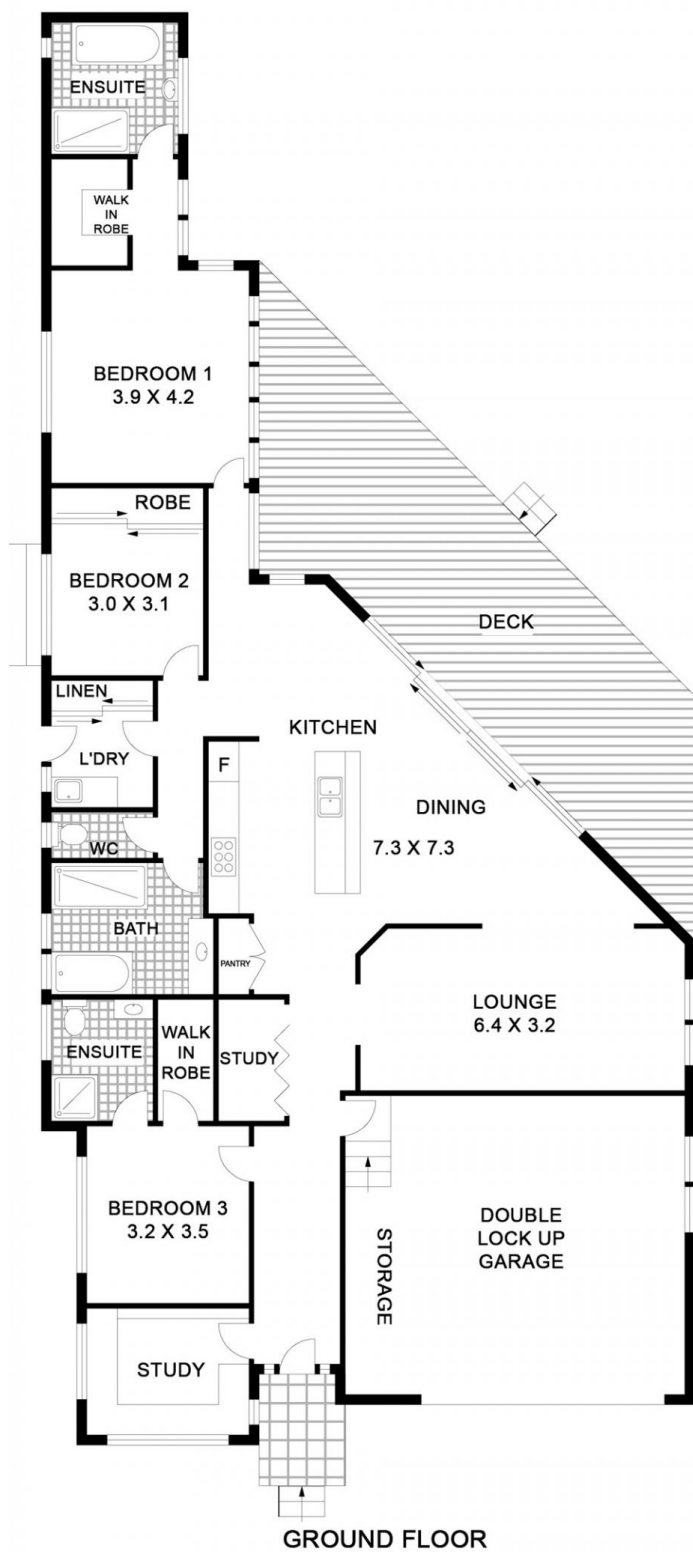 ENSUITE
WALK
IN
ROBE
BEDROOM 1
3.9 X 4.2
ROBE
BEDROOM 2
3.0 X 3.1
DECK
LINEN
L'DRY
KITCHEN
F
DINING
7.3 X 7.3
WC
BATH
PANTRY
LOUNGE
6.4 X 3.2
ENSUITE
WALK
IN
ROBE
STUDY
BEDROOM 3
3.2 X 3.5
STORAGE
DOUBLE
LOCK UP
GARAGE
STUDY
GROUND FLOOR